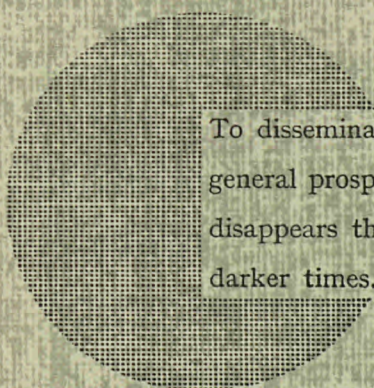 To dissemina
general prosp
disappears th
darker times.